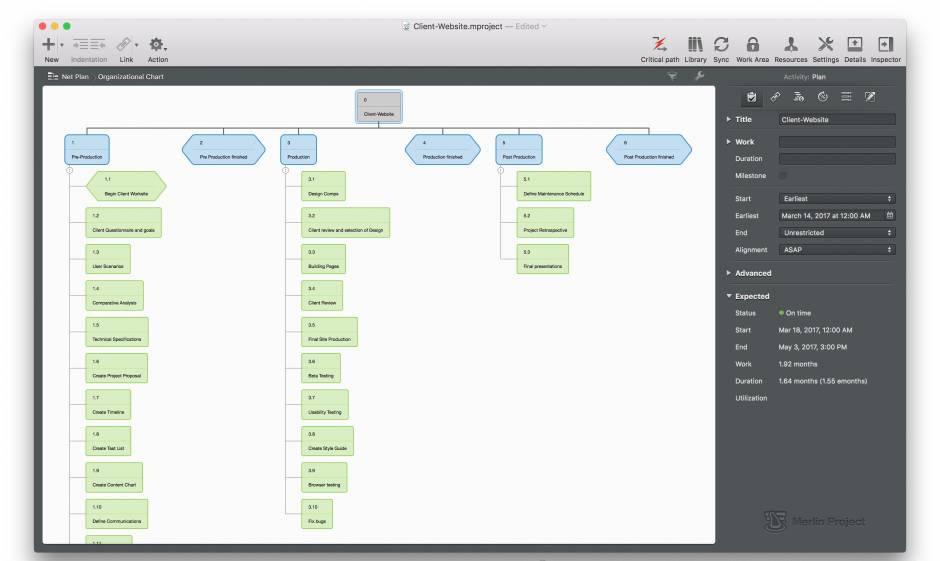 Client-Website.mproject — Edited
New Indentation Link Action
Critical path Library Sync Work Area Resources Settings Details Inspector
Net Plan Organizational Chart
Activity: Plan
0
Client-Website
1
Pre-Production
2
Pre Production finished
3
Production
4
Production finished
5
Post Production
6
Post Production finished
1.1
Begin Client Worksite
1.2
Client Questionnaire and goals
1.3
User Scenarios
1.4
Comparative Analysis
1.5
Technical Specifications
1.6
Create Project Proposal
1.7
Create Timeline
1.8
Create Task List
1.9
Create Content Chart
1.10
Define Communications
1.11
3.1
Design Comps
3.2
Client review and selection of Design
3.3
Building Pages
3.4
Client Review
3.5
Final Site Production
3.6
Beta Testing
3.7
Usability Testing
3.8
Create Style Guide
3.9
Browser testing
3.10
Fix bugs
5.1
Define Maintenance Schedule
5.2
Project Retrospective
5.3
Final presentations
Title Client-Website
Work
Duration
Milestone
Start Earliest
Earliest March 14, 2017 at 12:00 AM
End Unrestricted
Alignment ASAP
Advanced
Expected
Status On time
Start Mar 18, 2017, 12:00 AM
End May 3, 2017, 3:00 PM
Work 1.92 months
Duration 1.64 months (1.55 emonths)
Utilization
Merlin Project